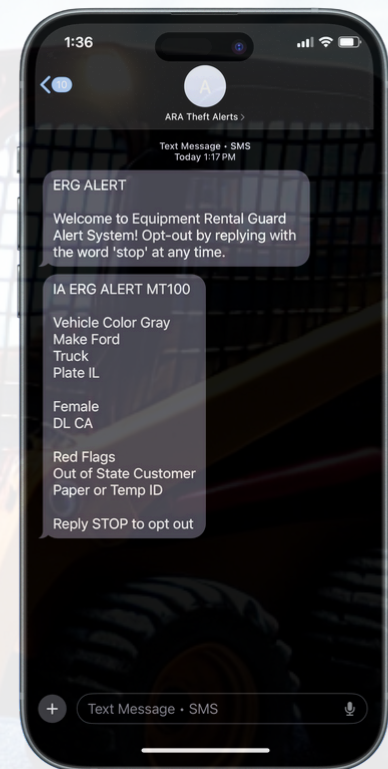 1:36
10
A
ARA Theft Alerts >
Text Message • SMS
Today 1:17 PM
ERG ALERT
Welcome to Equipment Rental Guard
Alert System! Opt-out by replying with
the word 'stop' at any time.
IA ERG ALERT MT100
Vehicle Color Gray
Make Ford
Truck
Plate IL
Female
DL CA
Red Flags
Out of State Customer
Paper or Temp ID
Reply STOP to opt out
Text Message • SMS